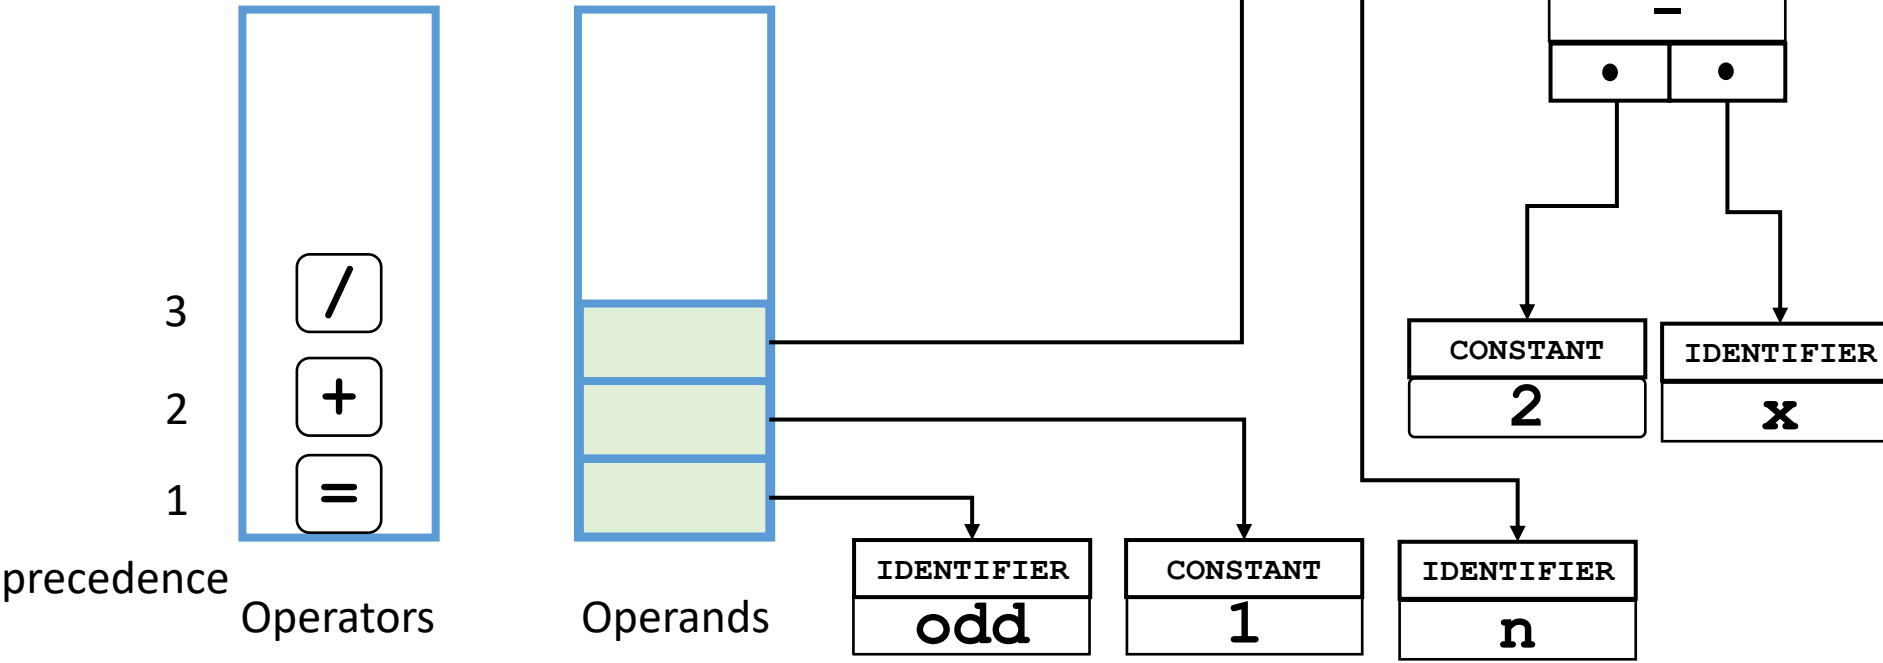 -
3
/
CONSTANT
IDENTIFIER
2
+
2
x
1
=
precedence
IDENTIFIER
CONSTANT
IDENTIFIER
Operators
Operands
odd
1
n